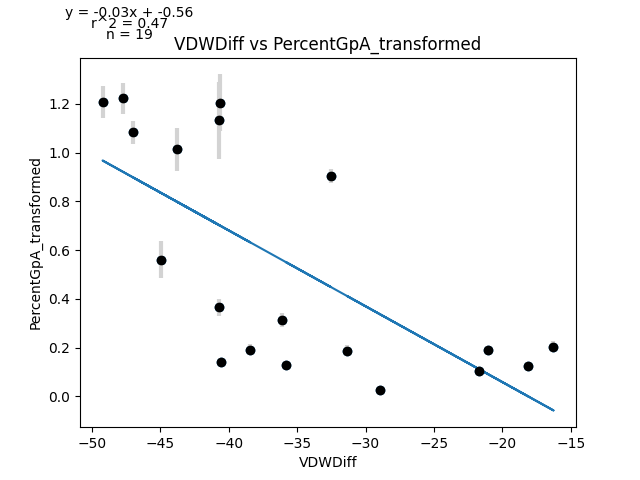 y = -0.03x + -0.56
r^2 = 0.47
n = 19
VDWDiff vs PercentGpA_transformed
PercentGpA_transformed
1.2
1.0
0.8
0.6
0.4
0.2
0.0
−50 −45 −40 −35 −30 −25 −20 −15
VDWDiff